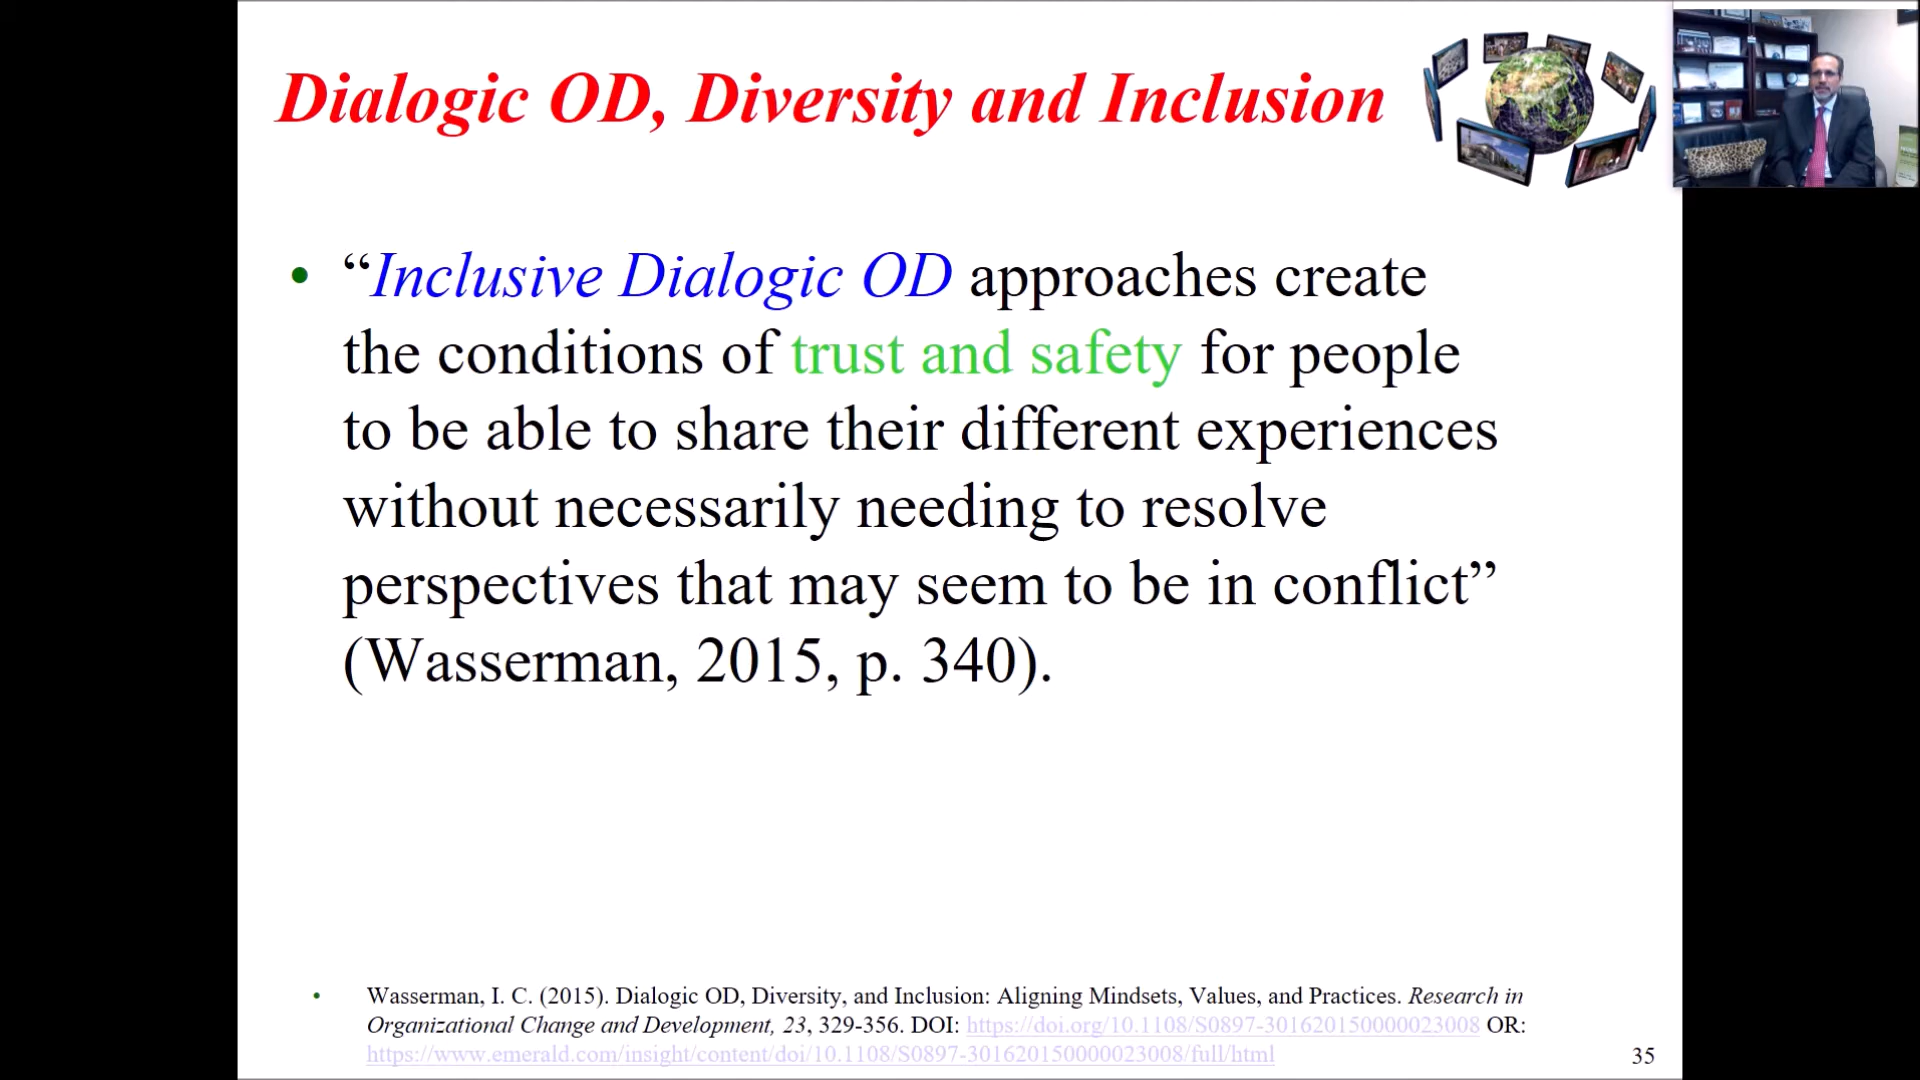 Dialogic OD, Diversity and Inclusion
• “Inclusive Dialogic OD approaches create
the conditions of trust and safety for people
to be able to share their different experiences
without necessarily needing to resolve
perspectives that may seem to be in conflict”
(Wasserman, 2015, p. 340).
• Wasserman, I. C. (2015). Dialogic OD, Diversity, and Inclusion: Aligning Mindsets, Values, and Practices. Research in
Organizational Change and Development, 23, 329-356. DOI: https://doi.org/10.1108/S0897-301620150000023008 OR:
https://www.emerald.com/insight/content/doi/10.1108/S0897-301620150000023008/full/html
35